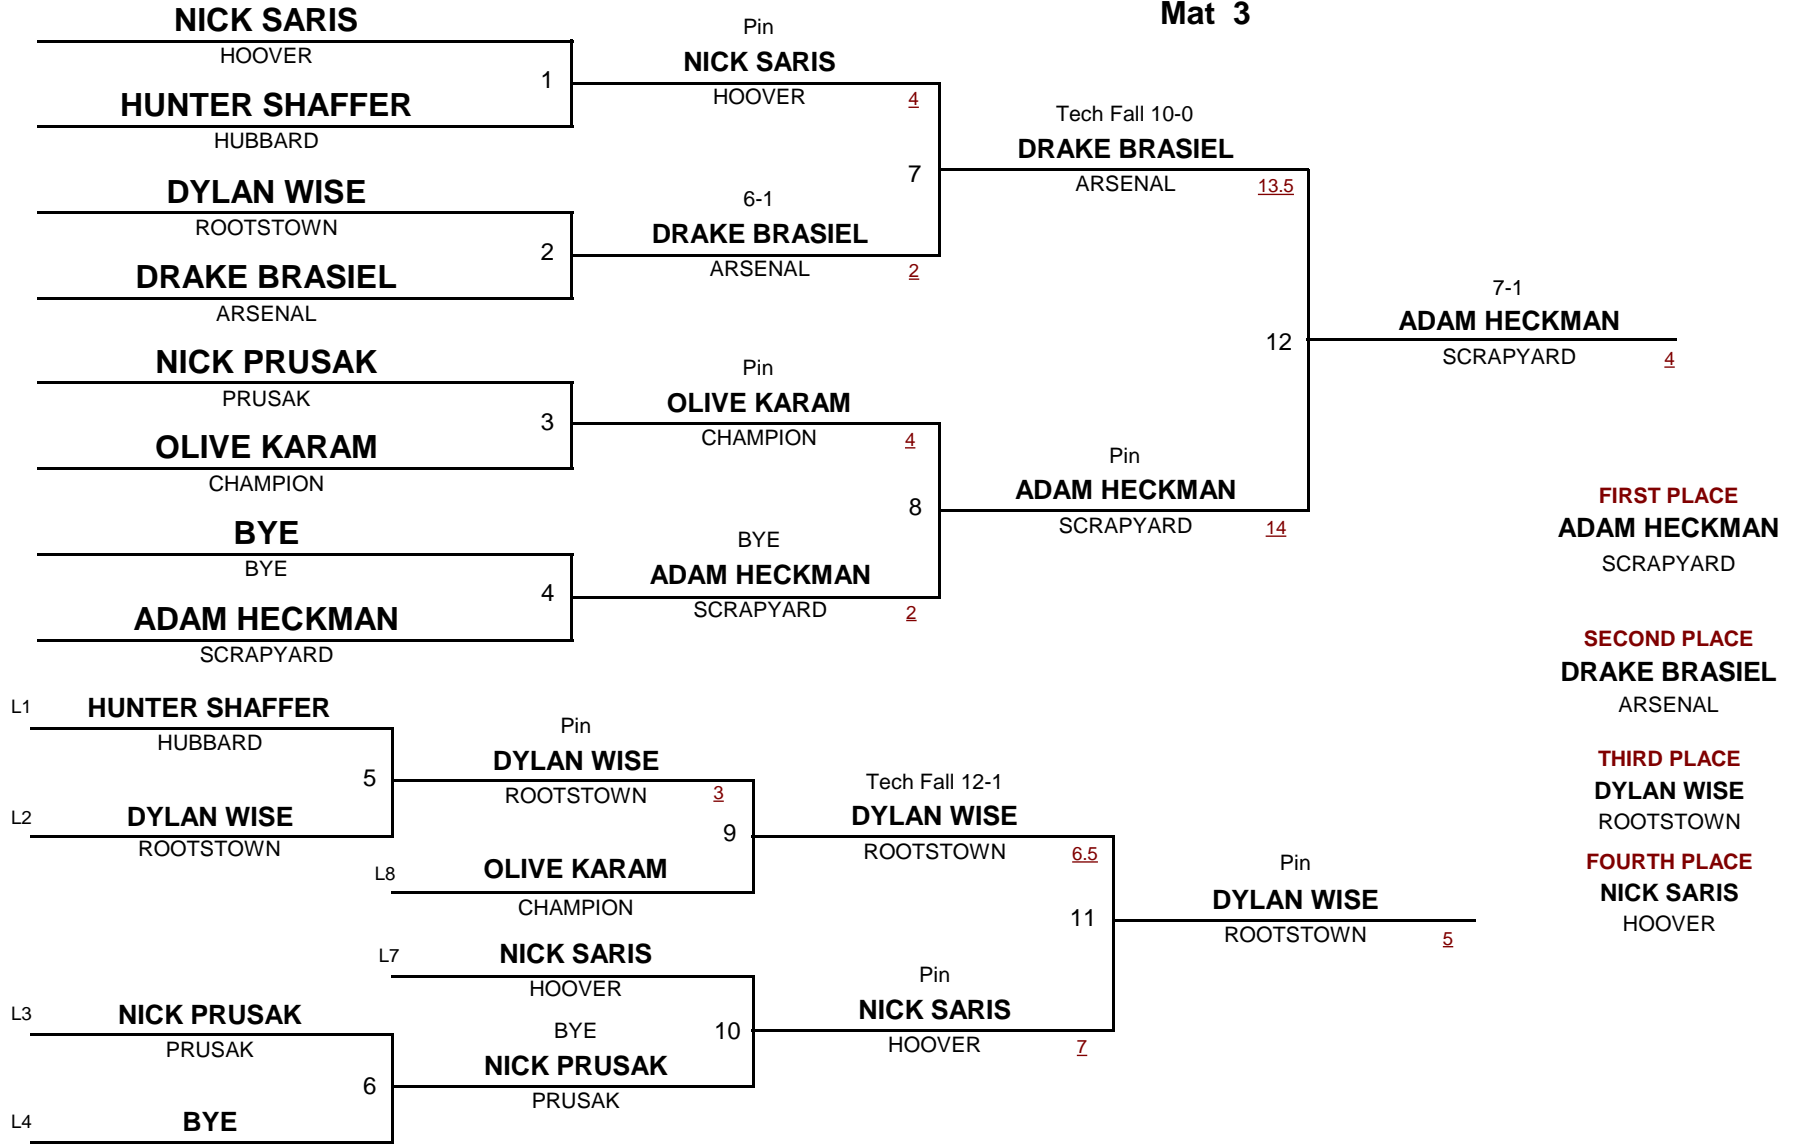 Mat 3
NICK SARIS
HOOVER
1
HUNTER SHAFFER
HUBBARD
DYLAN WISE
ROOTSTOWN
2
DRAKE BRASIEL
ARSENAL
NICK PRUSAK
PRUSAK
3
OLIVE KARAM
CHAMPION
BYE
BYE
4
ADAM HECKMAN
SCRAPYARD
Pin
NICK SARIS
HOOVER 4
7
6-1
DRAKE BRASIEL
ARSENAL 2
Pin
OLIVE KARAM
CHAMPION 4
8
BYE
ADAM HECKMAN
SCRAPYARD 2
Tech Fall 10-0
DRAKE BRASIEL
ARSENAL 13.5
12
Pin
ADAM HECKMAN
SCRAPYARD 14
7-1
ADAM HECKMAN
SCRAPYARD 4
L1 HUNTER SHAFFER
HUBBARD
5
L2 DYLAN WISE
ROOTSTOWN
L3 NICK PRUSAK
PRUSAK
6
L4 BYE
Pin
DYLAN WISE
ROOTSTOWN 3
9
L8 OLIVE KARAM
CHAMPION
L7 NICK SARIS
HOOVER
10
BYE
NICK PRUSAK
PRUSAK
Tech Fall 12-1
DYLAN WISE
ROOTSTOWN 6.5
11
Pin
NICK SARIS
HOOVER 7
Pin
DYLAN WISE
ROOTSTOWN 5
FIRST PLACE
ADAM HECKMAN
SCRAPYARD
SECOND PLACE
DRAKE BRASIEL
ARSENAL
THIRD PLACE
DYLAN WISE
ROOTSTOWN
FOURTH PLACE
NICK SARIS
HOOVER